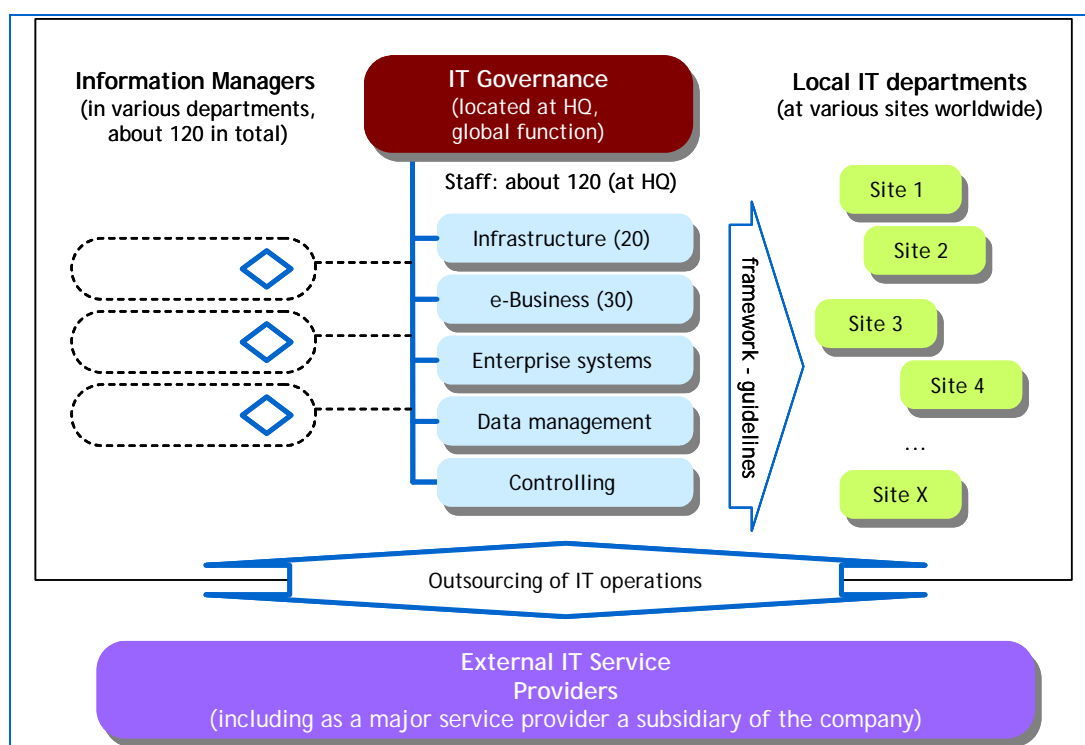 Information Managers
(in various departments,
about 120 in total)
IT Governance
(located at HQ,
global function)
Local IT departments
(at various sites worldwide)
Staff: about 120 (at HQ)
Infrastructure (20)
e-Business (30)
Enterprise systems
Data management
Controlling
framework - guidelines
Site 1
Site 2
Site 3
Site 4
...
Site X
Outsourcing of IT operations
External IT Service
Providers
(including as a major service provider a subsidiary of the company)